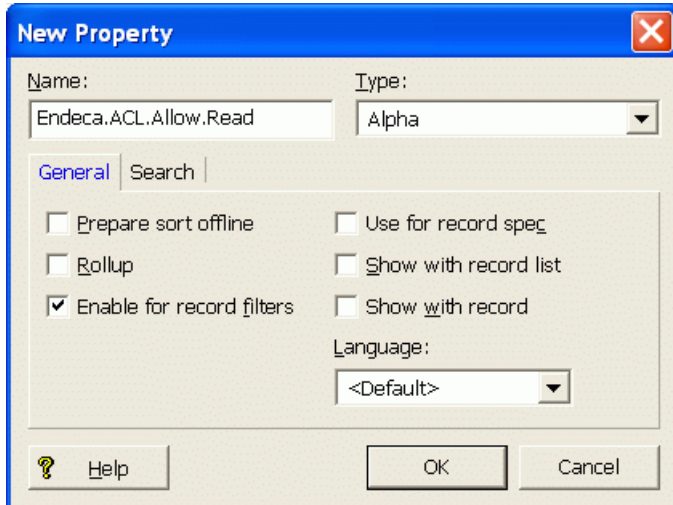 New Property
Name: Type:
Endeca.ACL.Allow.Read Alpha
General Search
Prepare sort offline Use for record spec
Rollup Show with record list
Enable for record filters Show with record
Language:
<Default>
? Help OK Cancel